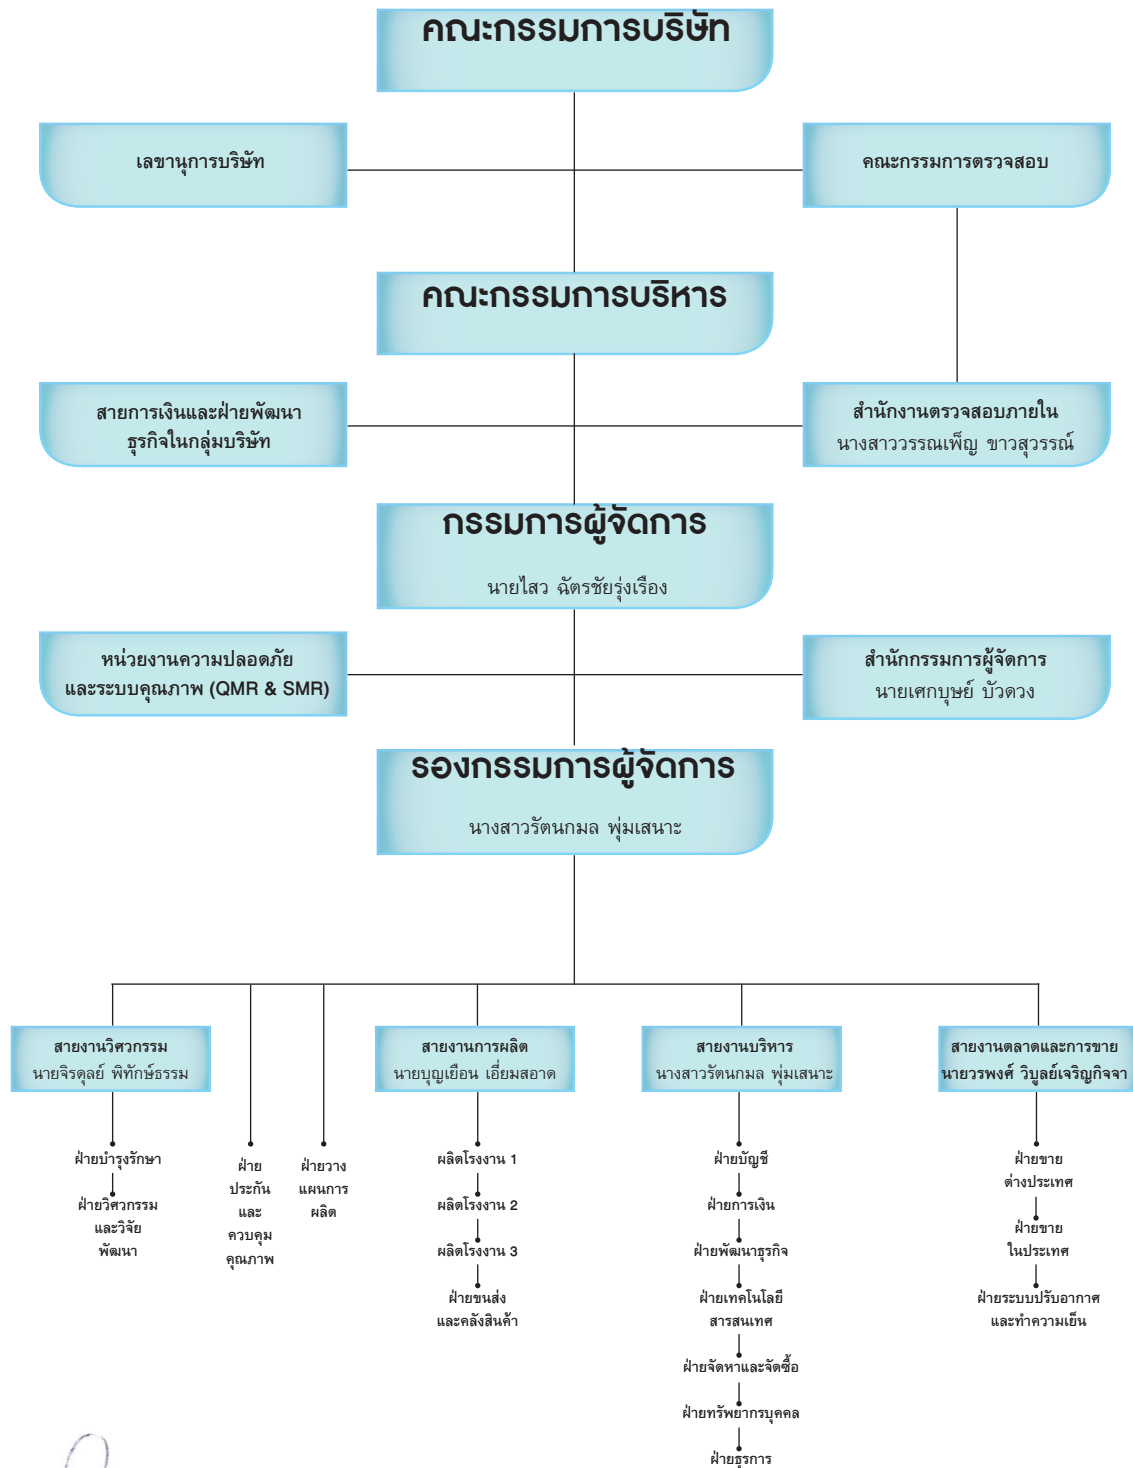 คณะกรรมการบริษัท
เลขานุการบริษัท
คณะกรรมการตรวจสอบ
คณะกรรมการบริหาร
สายการเงินและฝ่ายพัฒนา
ธุรกิจในกลุ่มบริษัท
สำนักงานตรวจสอบภายใน
นางสาววรรณเพ็ญ ขาวสุวรรณ์
กรรมการผู้จัดการ
นายไสว ฉัตรชัยรุ่งเรือง
หน่วยงานความปลอดภัย
และระบบคุณภาพ (QMR & SMR)
สำนักกรรมการผู้จัดการ
นายเศกบุษย์ บัวดวง
รองกรรมการผู้จัดการ
นางสาวรัตนกมล พุ่มเสนาะ
สายงานวิศวกรรม
นายจิรดุลย์ พิทักษ์ธรรม
ฝ่ายบำรุงรักษา
ฝ่ายวิศวกรรม
และวิจัย
พัฒนา
ฝ่าย
ประกัน
และ
ควบคุม
คุณภาพ
ฝ่ายวาง
แผนการ
ผลิต
สายงานการผลิต
นายบุญเยือน เอี่ยมสอาด
ผลิตโรงงาน 1
ผลิตโรงงาน 2
ผลิตโรงงาน 3
ฝ่ายขนส่ง
และคลังสินค้า
สายงานบริหาร
นางสาวรัตนกมล พุ่มเสนาะ
ฝ่ายบัญชี
ฝ่ายการเงิน
ฝ่ายพัฒนาธุรกิจ
ฝ่ายเทคโนโลยี
สารสนเทศ
ฝ่ายจัดหาและจัดซื้อ
ฝ่ายทรัพยากรบุคคล
ฝ่ายธุรการ
สายงานตลาดและการขาย
นายวรพงศ์ วิบูลย์เจริญกิจจา
ฝ่ายขาย
ต่างประเทศ
ฝ่ายขาย
ในประเทศ
ฝ่ายระบบปรับอากาศ
และทำความเย็น